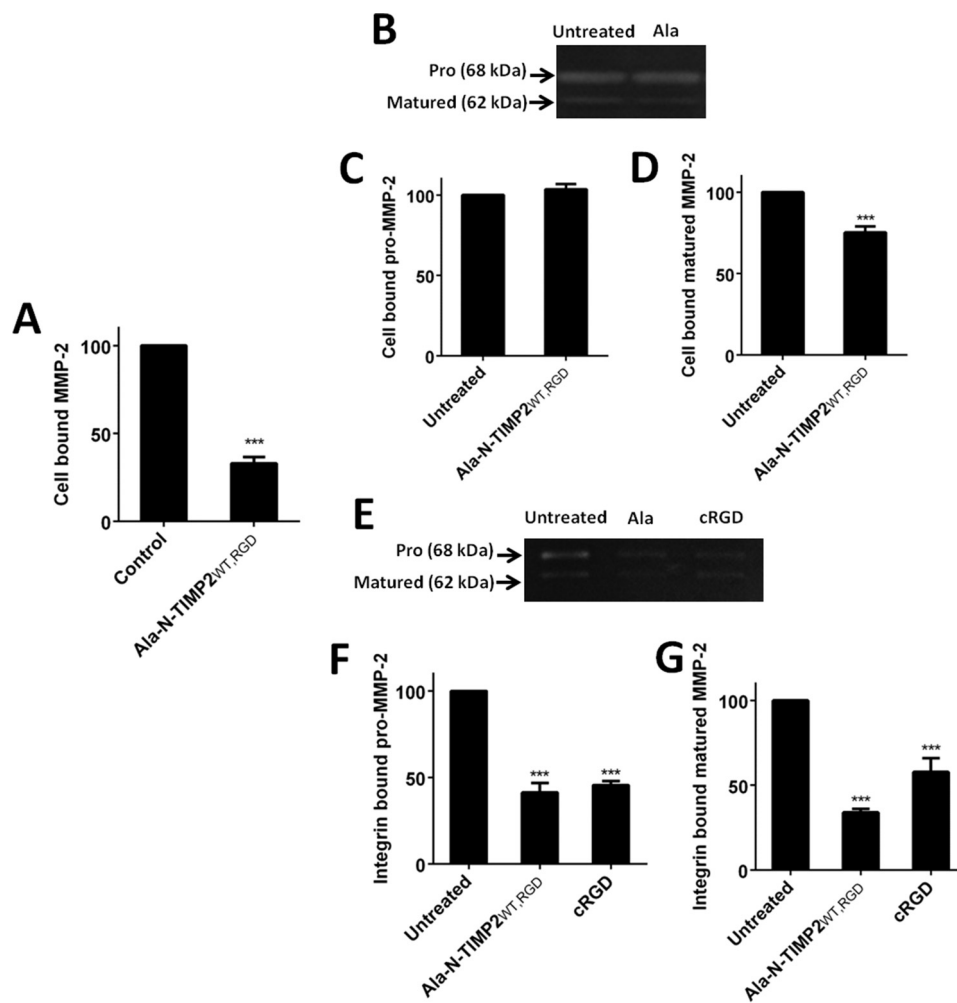 B
Untreated Ala
Pro (68 kDa)
Matured (62 kDa)
C
Cell bound pro-MMP-2
100
50
0
Untreated
Ala-N-TIMP2WT,RGD
D
Cell bound matured MMP-2
100
50
0
***
Untreated
Ala-N-TIMP2WT,RGD
A
Cell bound MMP-2
100
50
0
***
Control
Ala-N-TIMP2WT,RGD
E
Untreated Ala cRGD
Pro (68 kDa)
Matured (62 kDa)
F
Integrin bound pro-MMP-2
100
50
0
*** ***
Untreated
Ala-N-TIMP2WT,RGD
cRGD
G
Integrin bound matured MMP-2
100
50
0
*** ***
Untreated
Ala-N-TIMP2WT,RGD
cRGD